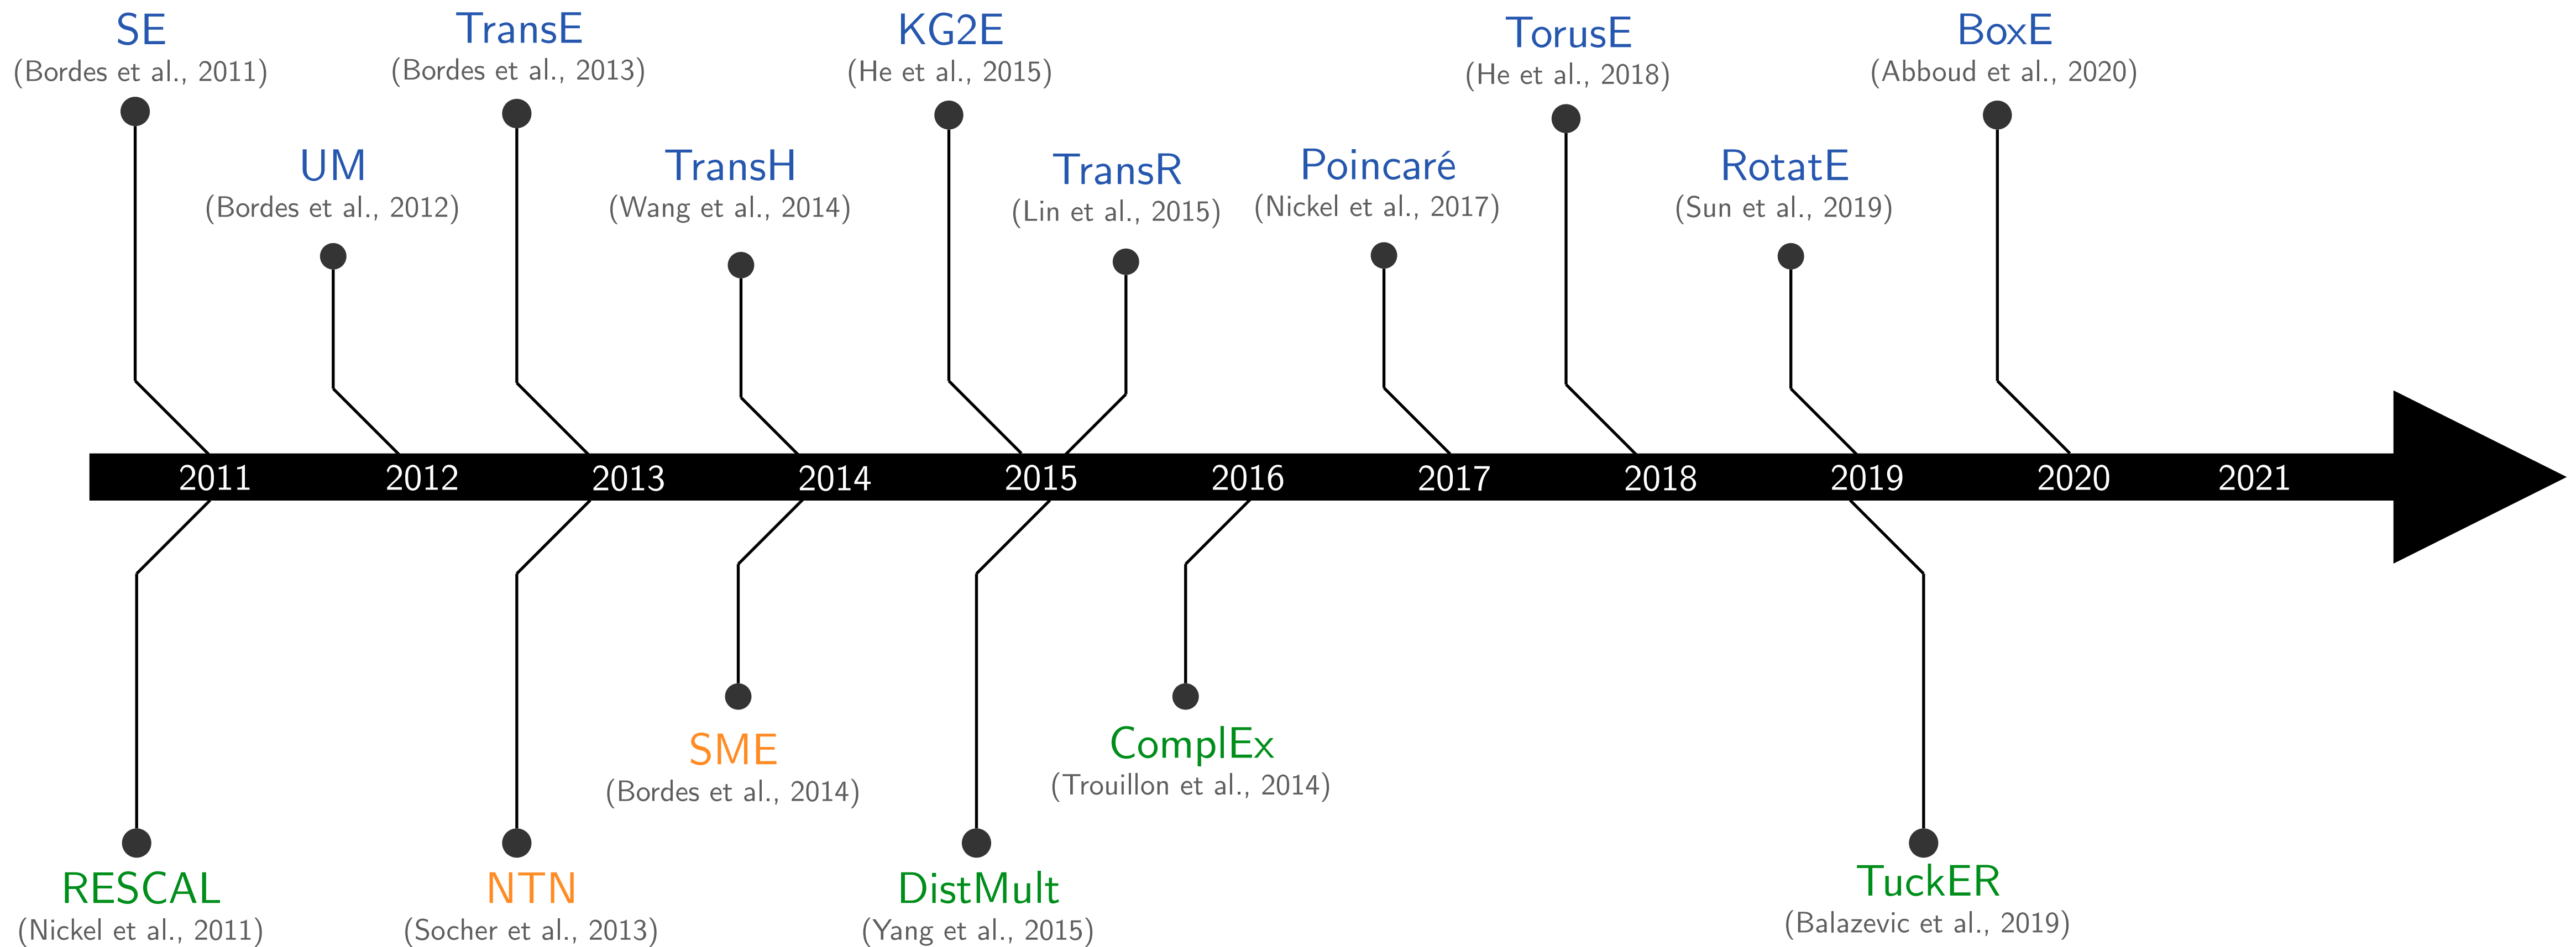 SE
(Bordes et al., 2011)
TransE
(Bordes et al., 2013)
KG2E
(He et al., 2015)
TorusE
(He et al., 2018)
BoxE
(Abboud et al., 2020)
UM
(Bordes et al., 2012)
TransH
(Wang et al., 2014)
TransR
(Lin et al., 2015)
Poincaré
(Nickel et al., 2017)
RotatE
(Sun et al., 2019)
2011 2012 2013 2014 2015 2016 2017 2018 2019 2020 2021
SME
(Bordes et al., 2014)
ComplEx
(Trouillon et al., 2014)
RESCAL
(Nickel et al., 2011)
NTN
(Socher et al., 2013)
DistMult
(Yang et al., 2015)
TuckER
(Balazevic et al., 2019)